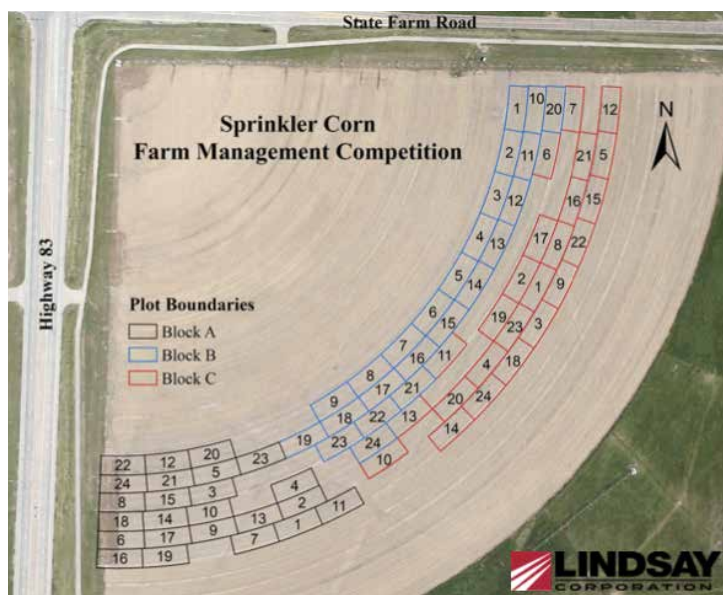 State Farm Road
Sprinkler Corn
Farm Management Competition
N
Highway 83
Plot Boundaries
Block A
Block B
Block C
1 10 20 7 12
2 11 6 21 5
3 12 16 15
4 13 17 8 22
5 14 2 1 9
6 15 19 23 3
7 16 11 4 18
8 17 21 20 24
9 18 22 13 14
19 23 24 10
22 12 20 23
24 21 5
8 15 3 4
18 14 10 2 11
6 17 9 13 1
16 19 7
LINDSAY
CORPORATION